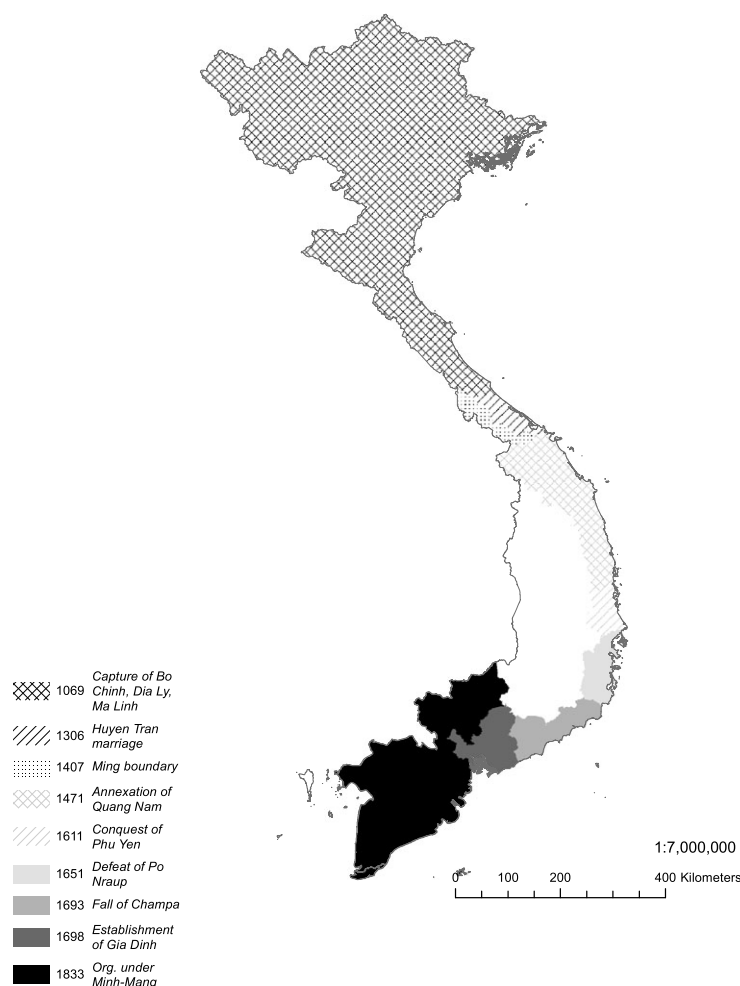 1069 Capture of Bo
Chinh, Dia Ly,
Ma Linh
1306 Huyen Tran
marriage
1407 Ming boundary
1471 Annexation of
Quang Nam
1611 Conquest of
Phu Yen
1651 Defeat of Po
Nraup
1693 Fall of Champa
1698 Establishment
of Gia Dinh
1833 Org. under
Minh-Mang
1:7,000,000
0 100 200 400 Kilometers